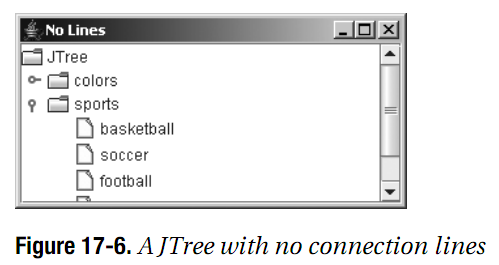 No Lines
JTree
colors
sports
basketball
soccer
football
Figure 17-6. A JTree with no connection lines